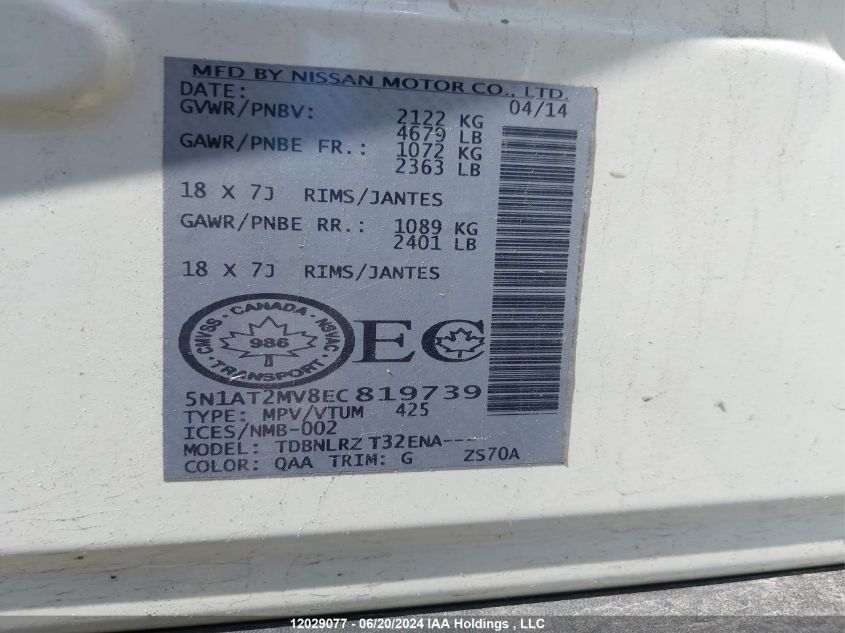 MFD BY NISSAN MOTOR CO., LTD.
DATE: 04/14
GVWR/PNBV: 2122 KG
4679 LB
GAWR/PNBE FR.: 1072 KG
2363 LB
18 X 7J RIMS/JANTES
GAWR/PNBE RR.: 1089 KG
2401 LB
18 X 7J RIMS/JANTES
CMVSS · CANADA · NSVAC · TRANSPORT ·
986
EC
5N1AT2MV8EC819739
TYPE: MPV/VTUM 425
ICES/NMB-002
MODEL: TDBNLRZ T32ENA---
COLOR: QAA TRIM: G ZS70A
12029077 - 06/20/2024 IAA Holdings , LLC